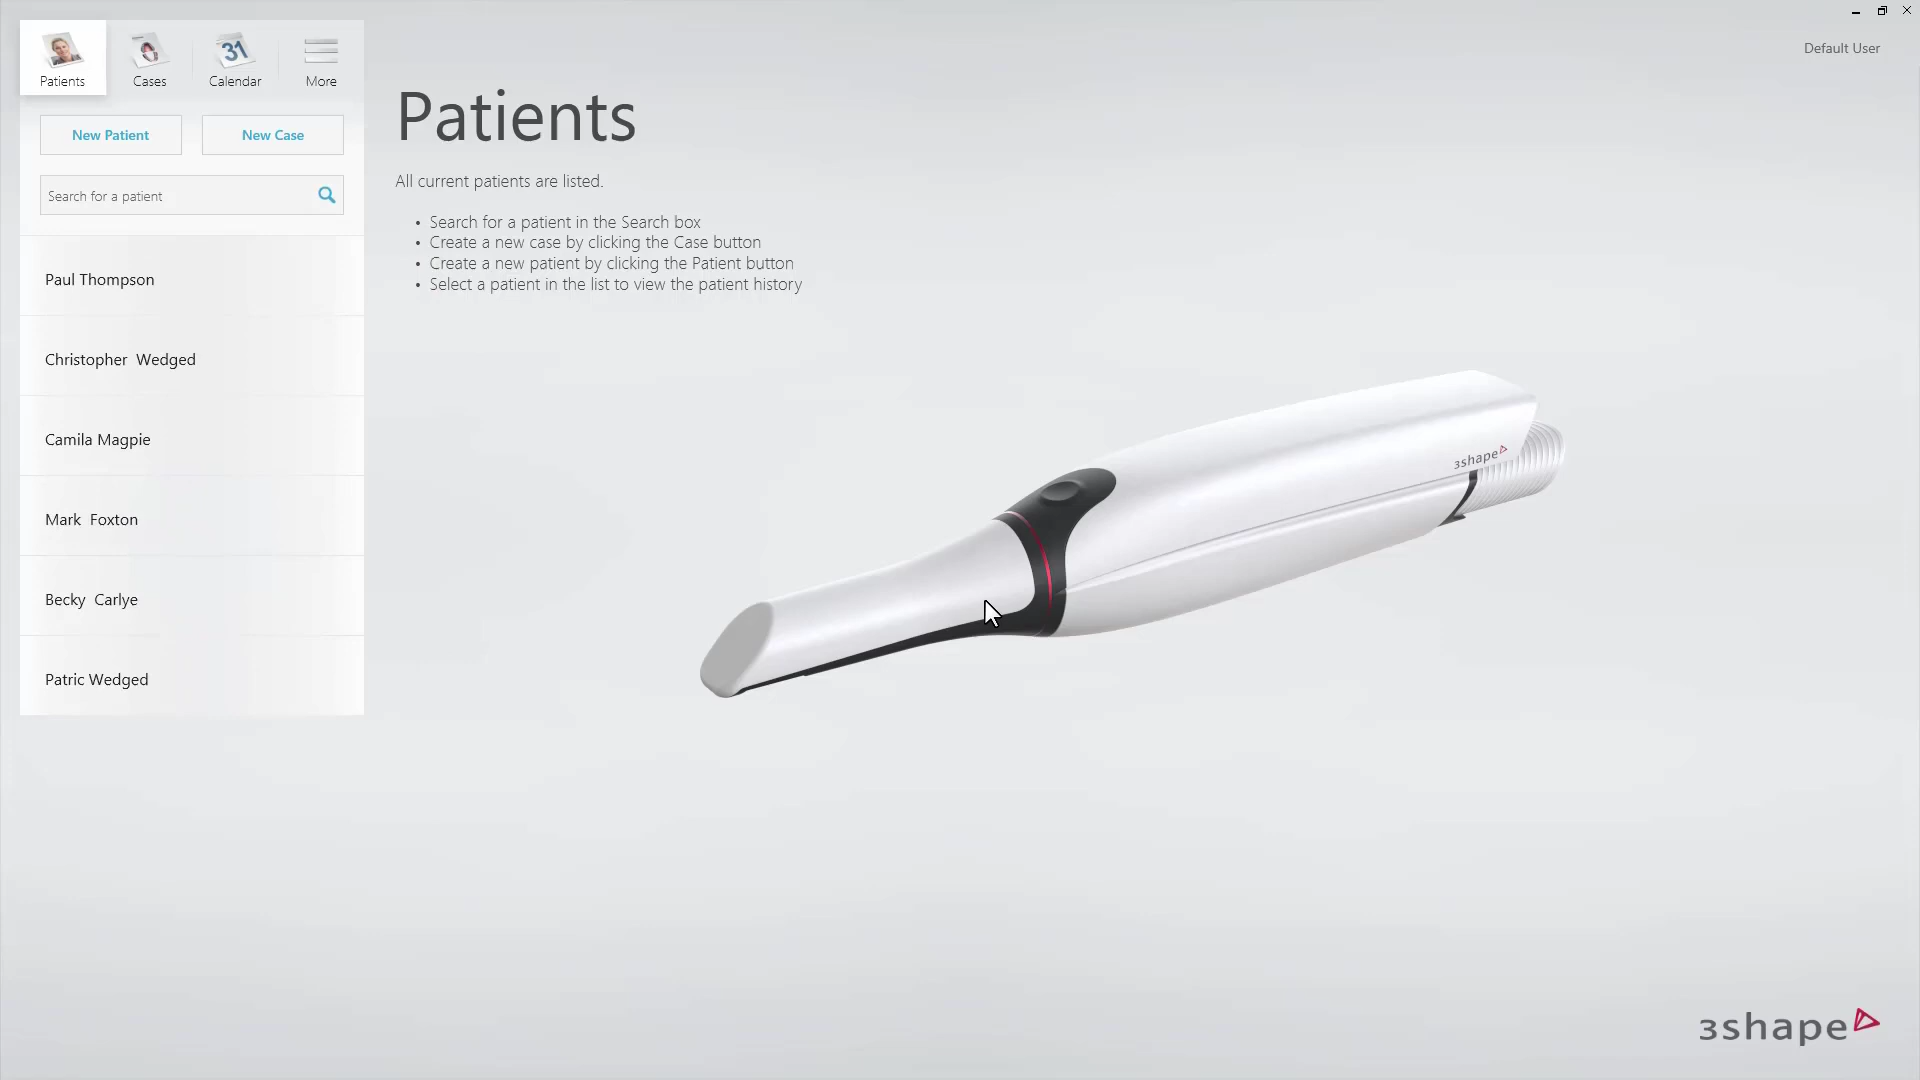 Default User
Patients
Cases
31
Calendar
More
New Patient
New Case
Search for a patient
Paul Thompson
Christopher  Wedged
Camila Magpie
Mark  Foxton
Becky  Carlye
Patric Wedged
Patients
All current patients are listed.
• Search for a patient in the Search box
• Create a new case by clicking the Case button
• Create a new patient by clicking the Patient button
• Select a patient in the list to view the patient history
3shape
3shape